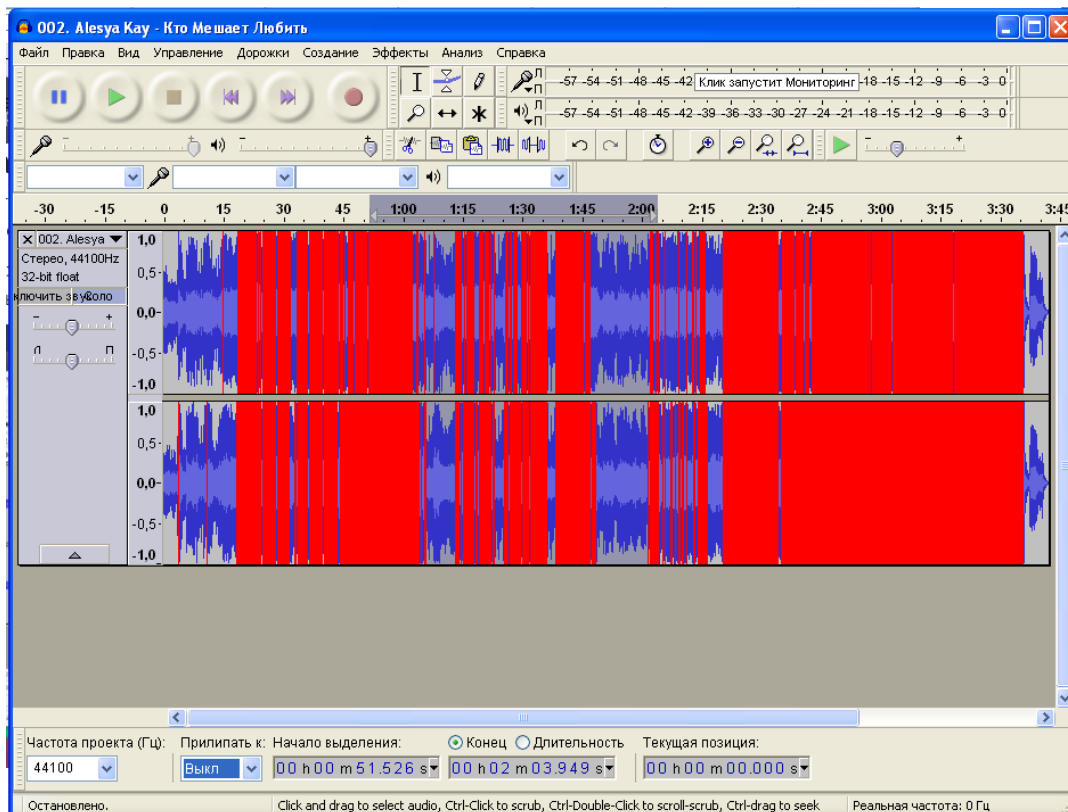 002. Alesya Kay - Кто Мешает Любить
Файл Правка Вид Управление Дорожки Создание Эффекты Анализ Справка
Л П -57 -54 -51 -48 -45 -42 Клик запустит Мониторинг -18 -15 -12 -9 -6 -3 0
Л П -57 -54 -51 -48 -45 -42 -39 -36 -33 -30 -27 -24 -21 -18 -15 -12 -9 -6 -3 0
- + - + - +
-30 -15 0 15 30 45 1:00 1:15 1:30 1:45 2:00 2:15 2:30 2:45 3:00 3:15 3:30 3:45
002. Alesya
Стерео, 44100Hz
32-bit float
ключить зву Соло
- +
Л П
1,0
0,5
0,0
-0,5
-1,0
1,0
0,5
0,0
-0,5
-1,0
Частота проекта (Гц): Прилипать к: Начало выделения: Конец Длительность Текущая позиция:
44100 Выкл 00 h 00 m 51.526 s 00 h 02 m 03.949 s 00 h 00 m 00.000 s
Остановлено. Click and drag to select audio, Ctrl-Click to scrub, Ctrl-Double-Click to scroll-scrub, Ctrl-drag to seek Реальная частота: 0 Гц